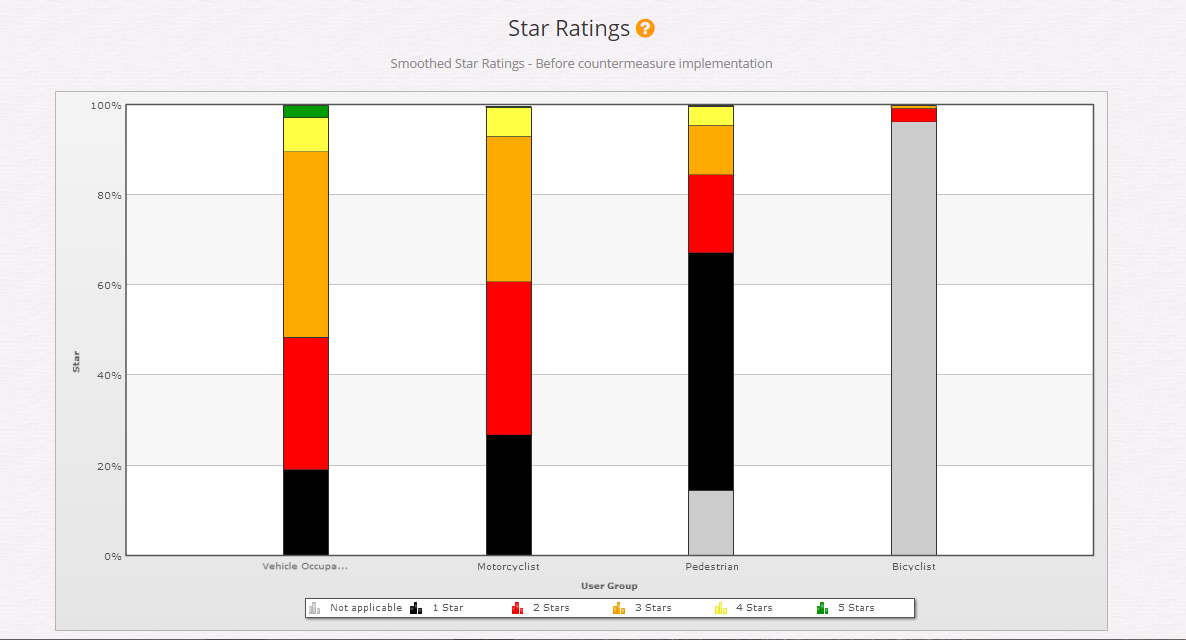 Star Ratings ?
Smoothed Star Ratings - Before countermeasure implementation
100%
80%
60%
40%
20%
0%
Star
Vehicle Occupa... Motorcyclist Pedestrian Bicyclist
User Group
Not applicable 1 Star 2 Stars 3 Stars 4 Stars 5 Stars